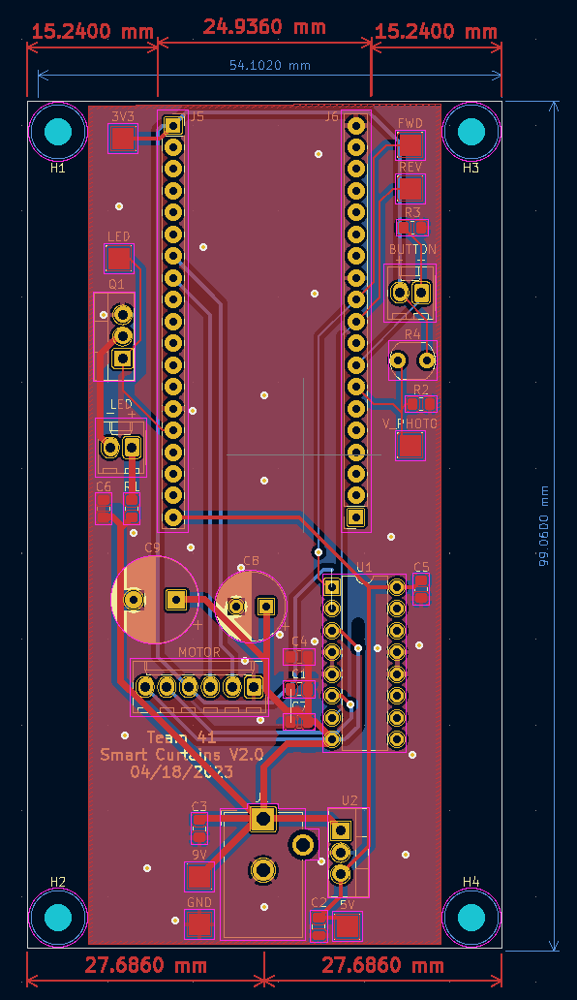 15.2400 mm
24.9360 mm
15.2400 mm
54.1020 mm
3V3
J5
J6
FWD
H1
H3
REV
R3
LED
BUTTON
Q1
R4
R2
LED
V_PHOTO
- +
C6
R1
99.0600 mm
C9
C8
U1
C5
+
+
C4
MOTOR
C1
Team 41
Smart Curtains V2.0
04/18/2023
U2
C3
9V
H2
H4
GND
C2
5V
27.6860 mm
27.6860 mm